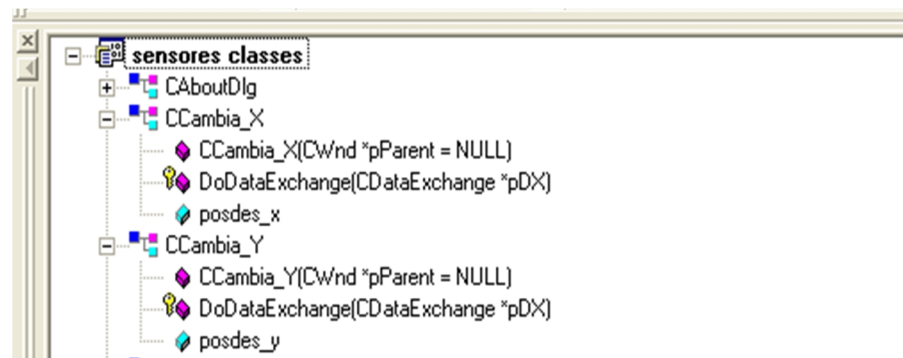 sensores classes
CAboutDlg
CCambia_X
CCambia_X(CWnd *pParent = NULL)
DoDataExchange(CDataExchange *pDX)
posdes_x
CCambia_Y
CCambia_Y(CWnd *pParent = NULL)
DoDataExchange(CDataExchange *pDX)
posdes_y